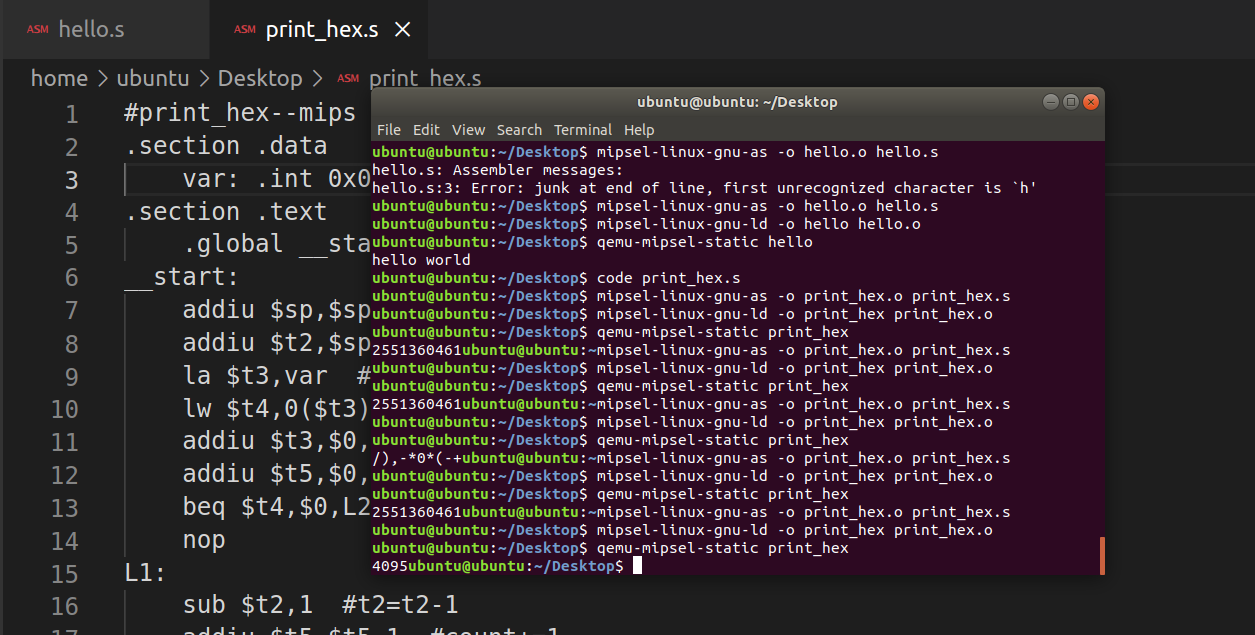 ASM hello.s ASM print_hex.s ×
home > ubuntu > Desktop > ASM print_hex.s
1 #print_hex--mips
2 .section .data
3 var: .int 0x0
4 .section .text
5 .global __sta
6 __start:
7 addiu $sp,$sp
8 addiu $t2,$sp
9 la $t3,var #
10 lw $t4,0($t3)
11 addiu $t3,$0,
12 addiu $t5,$0,
13 beq $t4,$0,L2
14 nop
15 L1:
16 sub $t2,1 #t2=t2-1
17 addiu $t5,$t5,1 #count+ 1
ubuntu@ubuntu: ~/Desktop
File Edit View Search Terminal Help
ubuntu@ubuntu:~/Desktop$ mipsel-linux-gnu-as -o hello.o hello.s
hello.s: Assembler messages:
hello.s:3: Error: junk at end of line, first unrecognized character is `h'
ubuntu@ubuntu:~/Desktop$ mipsel-linux-gnu-as -o hello.o hello.s
ubuntu@ubuntu:~/Desktop$ mipsel-linux-gnu-ld -o hello hello.o
ubuntu@ubuntu:~/Desktop$ qemu-mipsel-static hello
hello world
ubuntu@ubuntu:~/Desktop$ code print_hex.s
ubuntu@ubuntu:~/Desktop$ mipsel-linux-gnu-as -o print_hex.o print_hex.s
ubuntu@ubuntu:~/Desktop$ mipsel-linux-gnu-ld -o print_hex print_hex.o
ubuntu@ubuntu:~/Desktop$ qemu-mipsel-static print_hex
2551360461ubuntu@ubuntu:~mipsel-linux-gnu-as -o print_hex.o print_hex.s
ubuntu@ubuntu:~/Desktop$ mipsel-linux-gnu-ld -o print_hex print_hex.o
ubuntu@ubuntu:~/Desktop$ qemu-mipsel-static print_hex
2551360461ubuntu@ubuntu:~mipsel-linux-gnu-as -o print_hex.o print_hex.s
ubuntu@ubuntu:~/Desktop$ mipsel-linux-gnu-ld -o print_hex print_hex.o
ubuntu@ubuntu:~/Desktop$ qemu-mipsel-static print_hex
/),-*0*(-+ubuntu@ubuntu:~mipsel-linux-gnu-as -o print_hex.o print_hex.s
ubuntu@ubuntu:~/Desktop$ mipsel-linux-gnu-ld -o print_hex print_hex.o
ubuntu@ubuntu:~/Desktop$ qemu-mipsel-static print_hex
2551360461ubuntu@ubuntu:~mipsel-linux-gnu-as -o print_hex.o print_hex.s
ubuntu@ubuntu:~/Desktop$ mipsel-linux-gnu-ld -o print_hex print_hex.o
ubuntu@ubuntu:~/Desktop$ qemu-mipsel-static print_hex
4095ubuntu@ubuntu:~/Desktop$